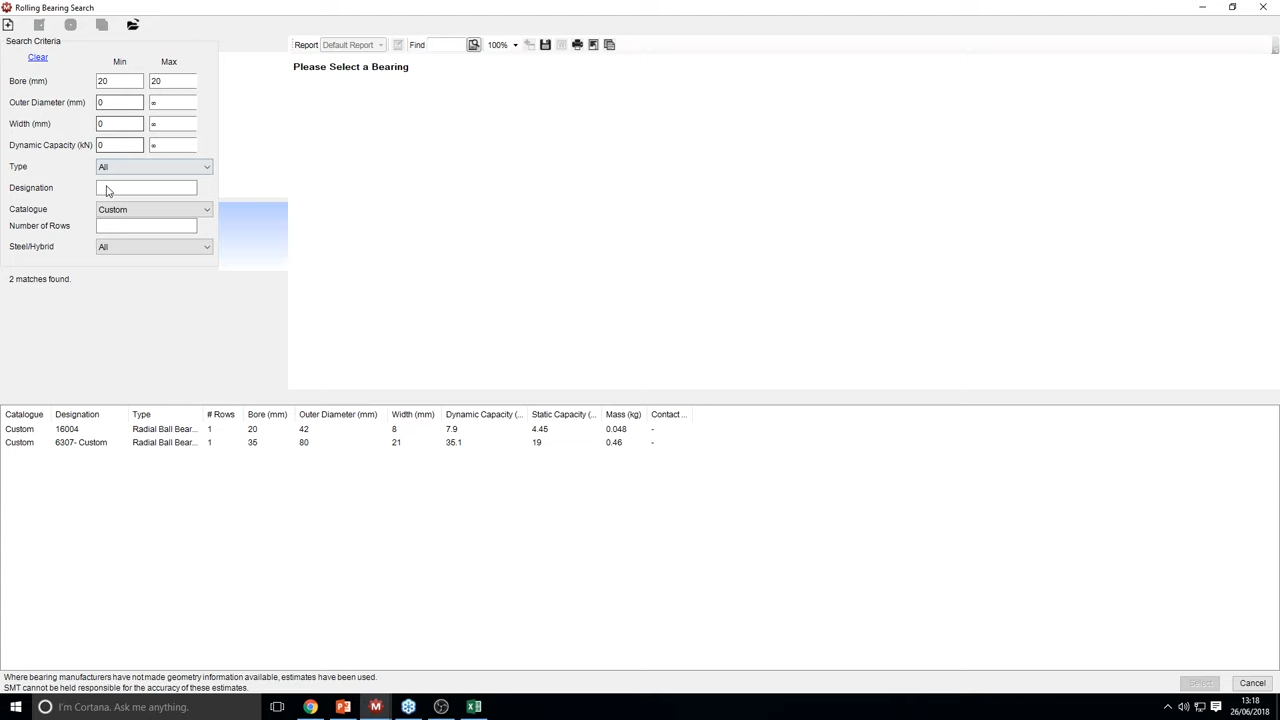 Rolling Bearing Search
Search Criteria
Clear
Min Max
Bore (mm) 20 20
Outer Diameter (mm) 0 ∞
Width (mm) 0 ∞
Dynamic Capacity (kN) 0 ∞
Type All
Designation
Catalogue Custom
Number of Rows
Steel/Hybrid All
2 matches found.
Report Default Report Find 100%
Please Select a Bearing
Catalogue Designation Type # Rows Bore (mm) Outer Diameter (mm) Width (mm) Dynamic Capacity (... Static Capacity (... Mass (kg) Contact ...
Custom 16004 Radial Ball Bear... 1 20 42 8 7.9 4.45 0.048 -
Custom 6307- Custom Radial Ball Bear... 1 35 80 21 35.1 19 0.46 -
Where bearing manufacturers have not made geometry information available, estimates have been used.
SMT cannot be held responsible for the accuracy of these estimates.
Select Cancel
I'm Cortana. Ask me anything.
13:18
26/06/2018